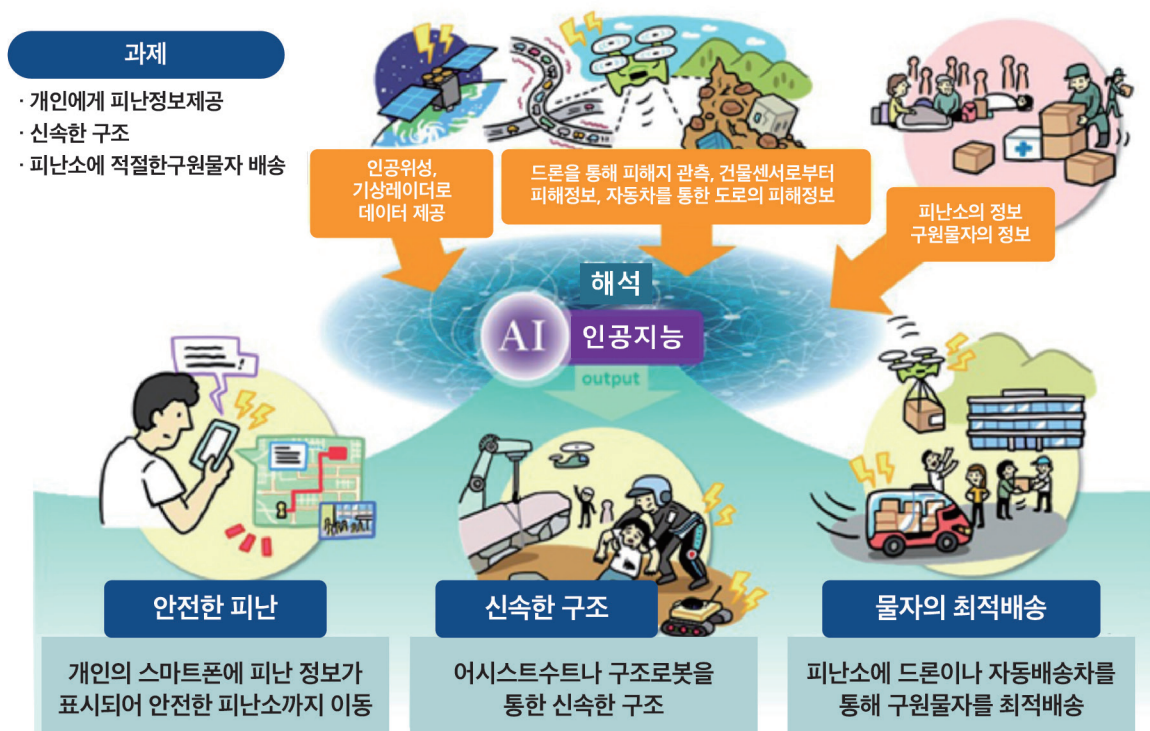 과제
· 개인에게 피난정보제공
· 신속한 구조
· 피난소에 적절한구원물자 배송
인공위성,
기상레이더로
데이터 제공
드론을 통해 피해지 관측, 건물센서로부터
피해정보, 자동차를 통한 도로의 피해정보
피난소의 정보
구원물자의 정보
해석
AI 인공지능
output
안전한 피난
개인의 스마트폰에 피난 정보가
표시되어 안전한 피난소까지 이동
신속한 구조
어시스트수트나 구조로봇을
통한 신속한 구조
물자의 최적배송
피난소에 드론이나 자동배송차를
통해 구원물자를 최적배송